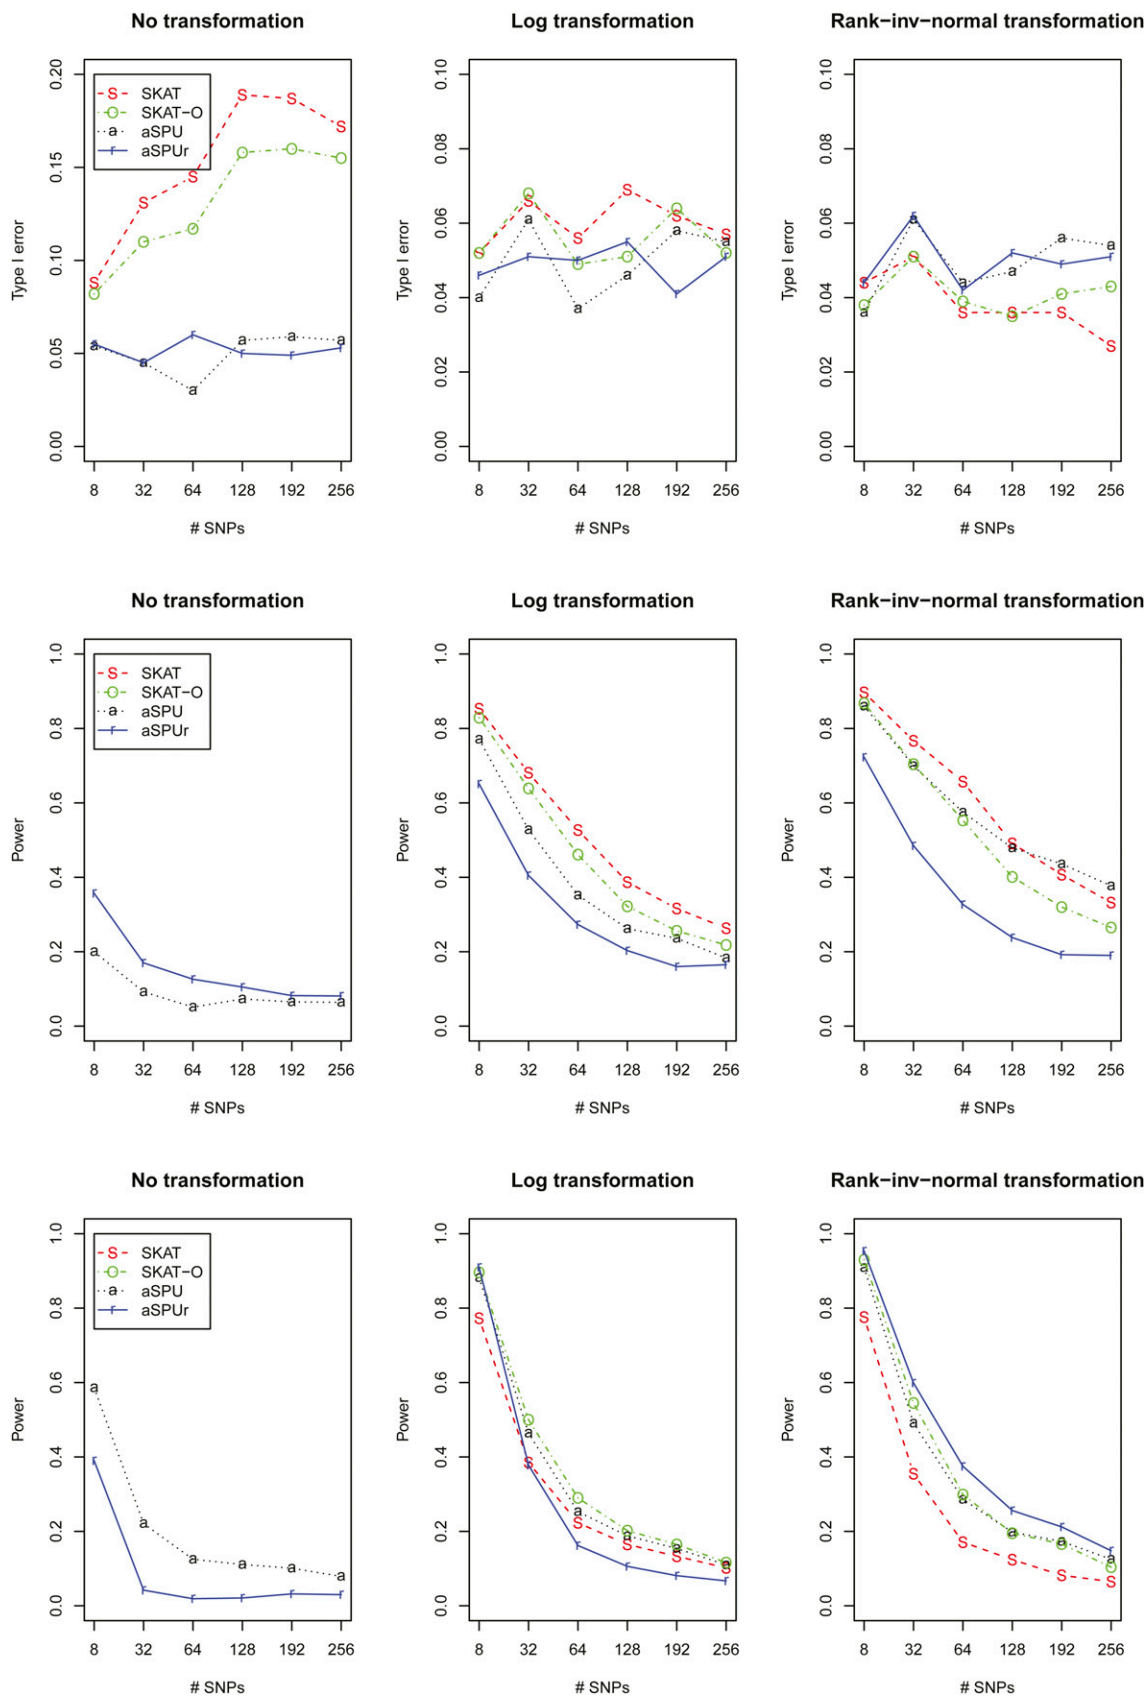 No transformation
Log transformation
Rank−inv−normal transformation
Type I error
0.00 0.05 0.10 0.15 0.20
S SKAT
O SKAT−O
a aSPU
r aSPUr
8 32 64 128 192 256
# SNPs
Type I error
0.00 0.02 0.04 0.06 0.08 0.10
8 32 64 128 192 256
# SNPs
Type I error
0.00 0.02 0.04 0.06 0.08 0.10
8 32 64 128 192 256
# SNPs
No transformation
Log transformation
Rank−inv−normal transformation
Power
0.0 0.2 0.4 0.6 0.8 1.0
S SKAT
O SKAT−O
a aSPU
r aSPUr
8 32 64 128 192 256
# SNPs
Power
0.0 0.2 0.4 0.6 0.8 1.0
8 32 64 128 192 256
# SNPs
Power
0.0 0.2 0.4 0.6 0.8 1.0
8 32 64 128 192 256
# SNPs
No transformation
Log transformation
Rank−inv−normal transformation
Power
0.0 0.2 0.4 0.6 0.8 1.0
S SKAT
O SKAT−O
a aSPU
r aSPUr
8 32 64 128 192 256
# SNPs
Power
0.0 0.2 0.4 0.6 0.8 1.0
8 32 64 128 192 256
# SNPs
Power
0.0 0.2 0.4 0.6 0.8 1.0
8 32 64 128 192 256
# SNPs